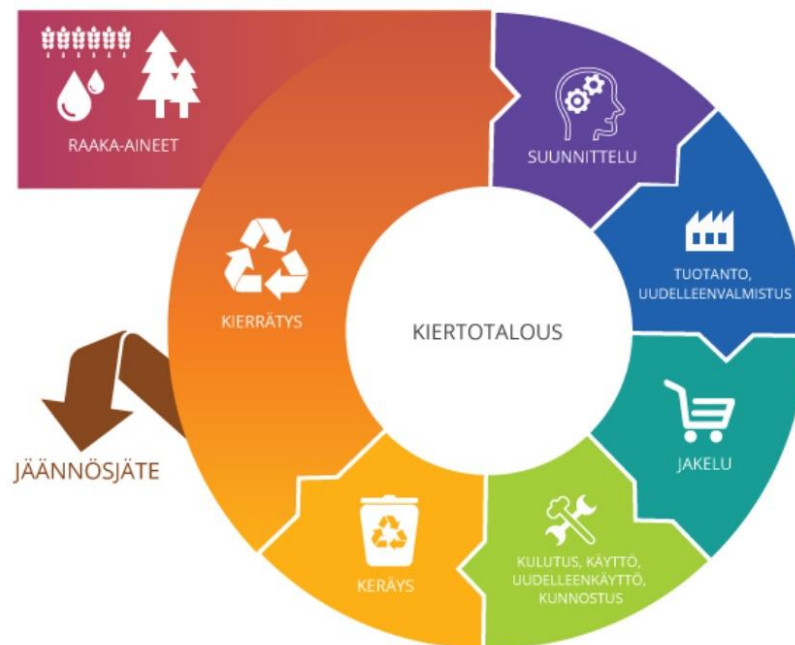 RAAKA-AINEET
SUUNNITTELU
TUOTANTO,
UUDELLEENVALMISTUS
KIERRÄTYS
KIERTOTALOUS
JAKELU
JÄÄNNÖSJÄTE
KERÄYS
KULUTUS, KÄYTTÖ,
UUDELLEENKÄYTTÖ,
KUNNOSTUS